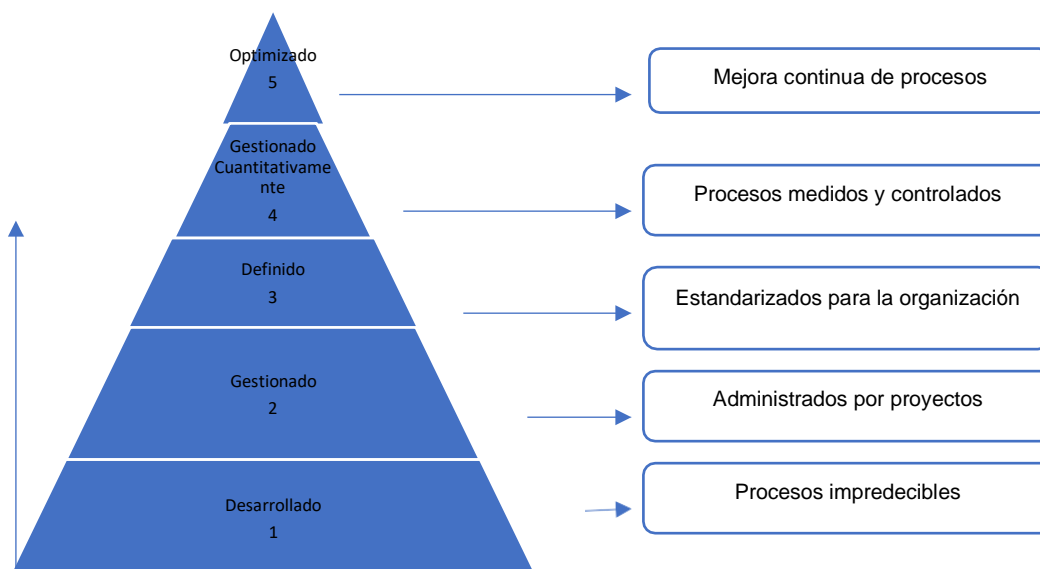 Optimizado
5
Mejora continua de procesos
Gestionado
Cuantitativame
nte
4
Procesos medidos y controlados
Definido
3
Estandarizados para la organización
Gestionado
2
Administrados por proyectos
Desarrollado
1
Procesos impredecibles